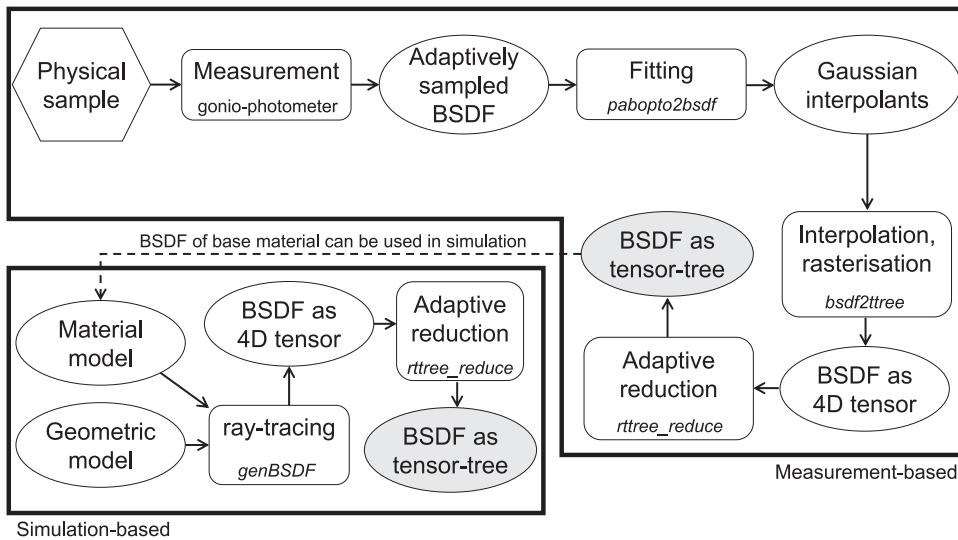 Physical
sample
Measurement
gonio-photometer
Adaptively
sampled
BSDF
Fitting
pabopto2bsdf
Gaussian
interpolants
Interpolation,
rasterisation
bsdf2ttree
BSDF as
4D tensor
Adaptive
reduction
rttree_reduce
BSDF as
tensor-tree
Measurement-based
BSDF of base material can be used in simulation
Material
model
Geometric
model
ray-tracing
genBSDF
BSDF as
4D tensor
Adaptive
reduction
rttree_reduce
BSDF as
tensor-tree
Simulation-based